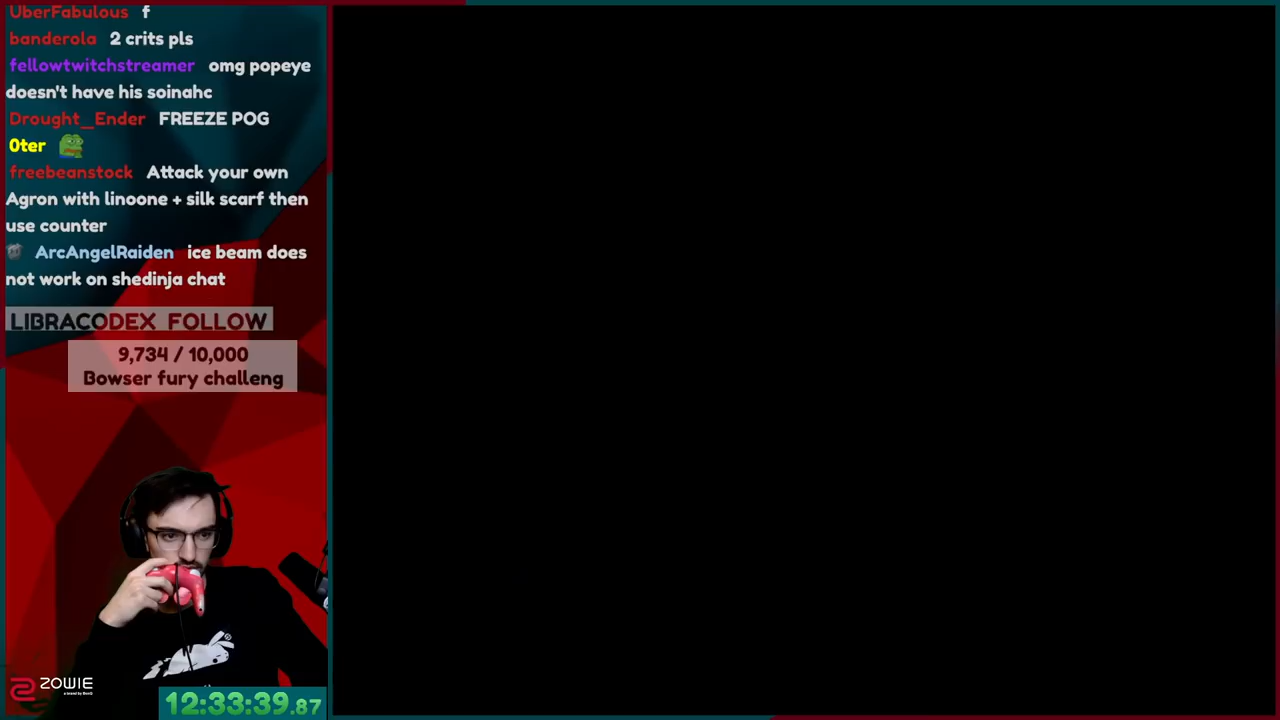 UberFabulous f
banderola 2 crits pls
fellowtwitchstreamer omg popeye
doesn't have his soinahc
Drought_Ender FREEZE POG
0ter
freebeanstock Attack your own
Agron with linoone + silk scarf then
use counter
ArcAngelRaiden ice beam does
not work on shedinja chat
LIBRACODEX FOLLOW
9,734 / 10,000
Bowser fury challeng
ZOWIE
12:33:39.87